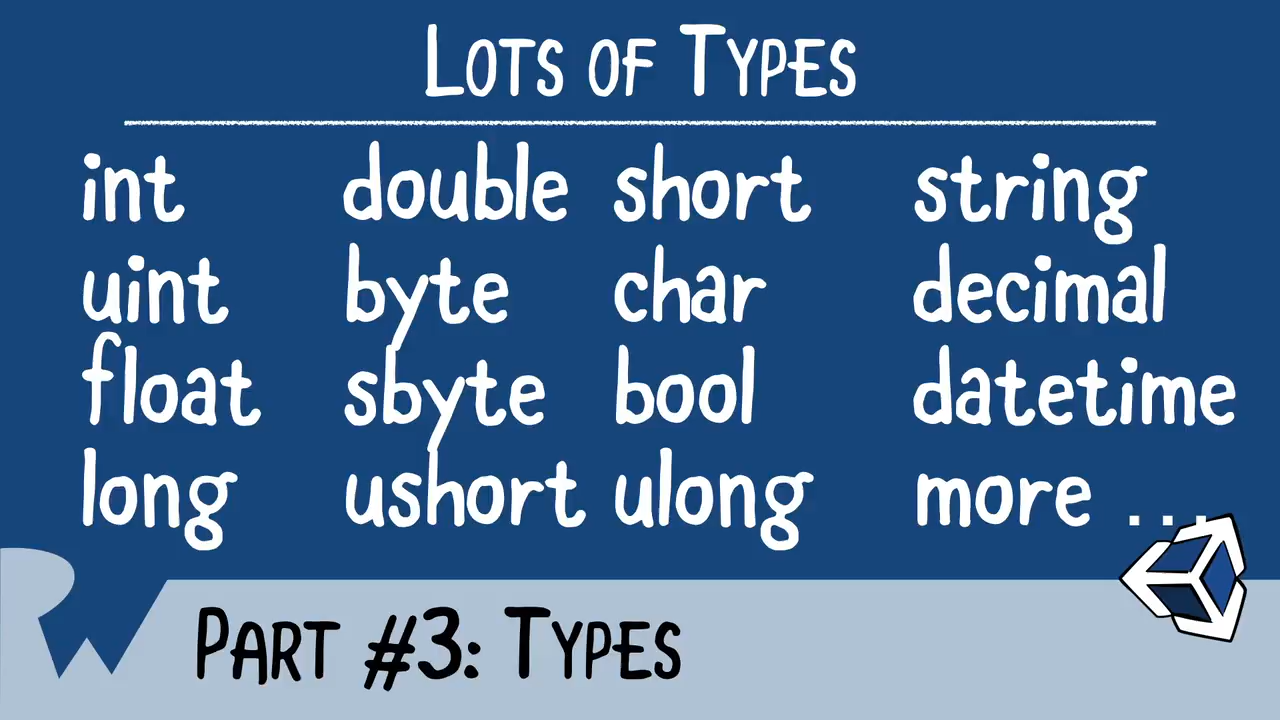 Lots of Types
int double short string
uint byte char decimal
float sbyte bool datetime
long ushort ulong more ...
Part #3: Types